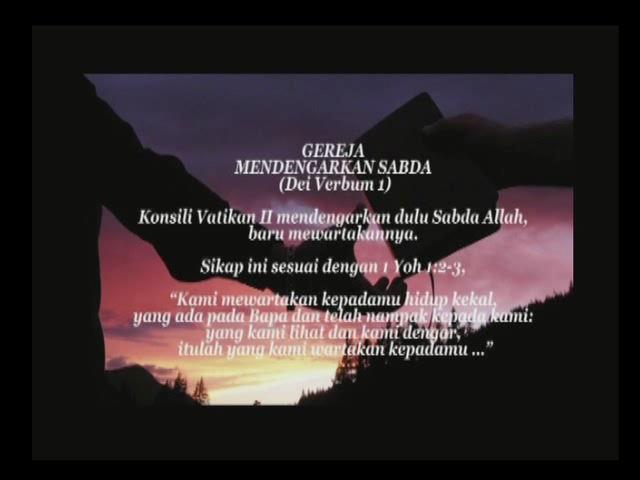 GEREJA
MENDENGARKAN SABDA
(Dei Verbum 1)
Konsili Vatikan II mendengarkan dulu Sabda Allah,
baru mewartakannya.
Sikap ini sesuai dengan 1 Yoh 1:2-3,
“Kami mewartakan kepadamu hidup kekal,
yang ada pada Bapa dan telah nampak kepada kami:
yang kami lihat dan kami dengar,
itulah yang kami wartakan kepadamu ...”